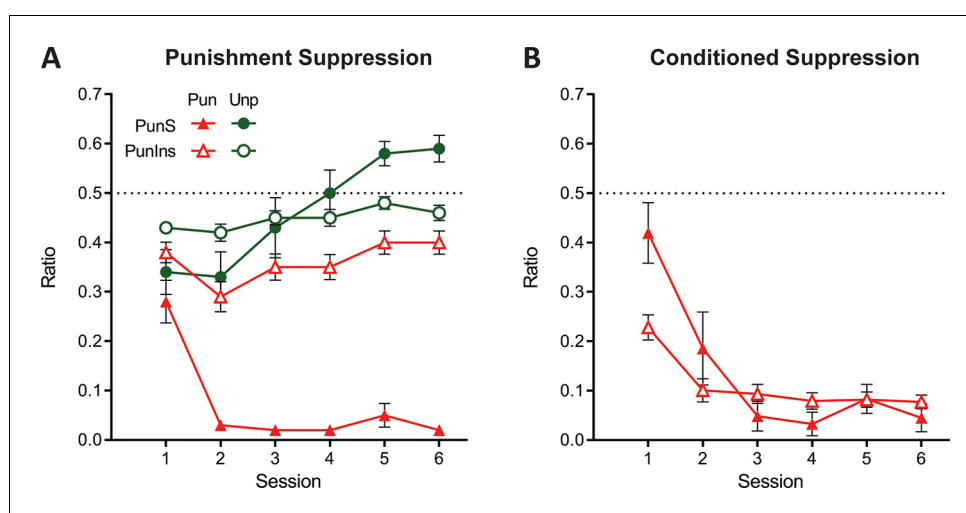 A Punishment Suppression
0.7
0.6
0.5
0.4
0.3
0.2
0.1
0.0
Ratio
Pun Unp
PunS
PunIns
1 2 3 4 5 6
Session
B Conditioned Suppression
0.7
0.6
0.5
0.4
0.3
0.2
0.1
0.0
Ratio
1 2 3 4 5 6
Session